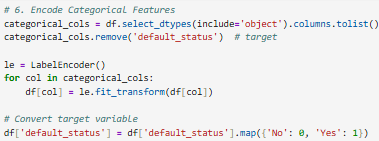 # 6. Encode Categorical Features
categorical_cols = df.select_dtypes(include='object').columns.tolist()
categorical_cols.remove('default_status')  # target
le = LabelEncoder()
for col in categorical_cols:
    df[col] = le.fit_transform(df[col])
# Convert target variable
df['default_status'] = df['default_status'].map({'No': 0, 'Yes': 1})